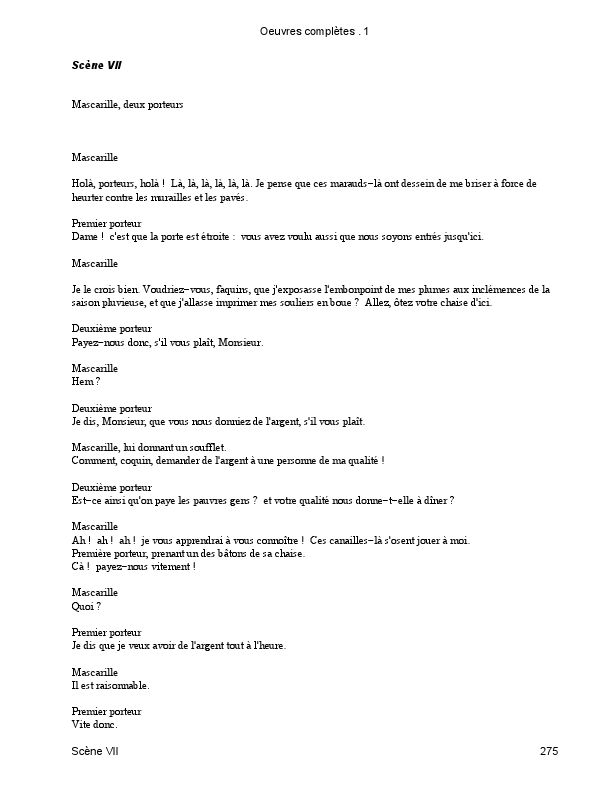 Oeuvres complètes . 1
Scène VII
Mascarille, deux porteurs
Mascarille
Holà, porteurs, holà !  Là, là, là, là, là, là. Je pense que ces marauds−là ont dessein de me briser à force de
heurter contre les murailles et les pavés.
Premier porteur
Dame !  c'est que la porte est étroite :  vous avez voulu aussi que nous soyons entrés jusqu'ici.
Mascarille
Je le crois bien. Voudriez−vous, faquins, que j'exposasse l'embonpoint de mes plumes aux inclémences de la
saison pluvieuse, et que j'allasse imprimer mes souliers en boue ?  Allez, ôtez votre chaise d'ici.
Deuxième porteur
Payez−nous donc, s'il vous plaît, Monsieur.
Mascarille
Hem ?
Deuxième porteur
Je dis, Monsieur, que vous nous donniez de l'argent, s'il vous plaît.
Mascarille, lui donnant un soufflet.
Comment, coquin, demander de l'argent à une personne de ma qualité !
Deuxième porteur
Est−ce ainsi qu'on paye les pauvres gens ?  et votre qualité nous donne−t−elle à dîner ?
Mascarille
Ah !  ah !  ah !  je vous apprendrai à vous connoître !  Ces canailles−là s'osent jouer à moi.
Première porteur, prenant un des bâtons de sa chaise.
Cà !  payez−nous vitement !
Mascarille
Quoi ?
Premier porteur
Je dis que je veux avoir de l'argent tout à l'heure.
Mascarille
Il est raisonnable.
Premier porteur
Vite donc.
Scène VII 275